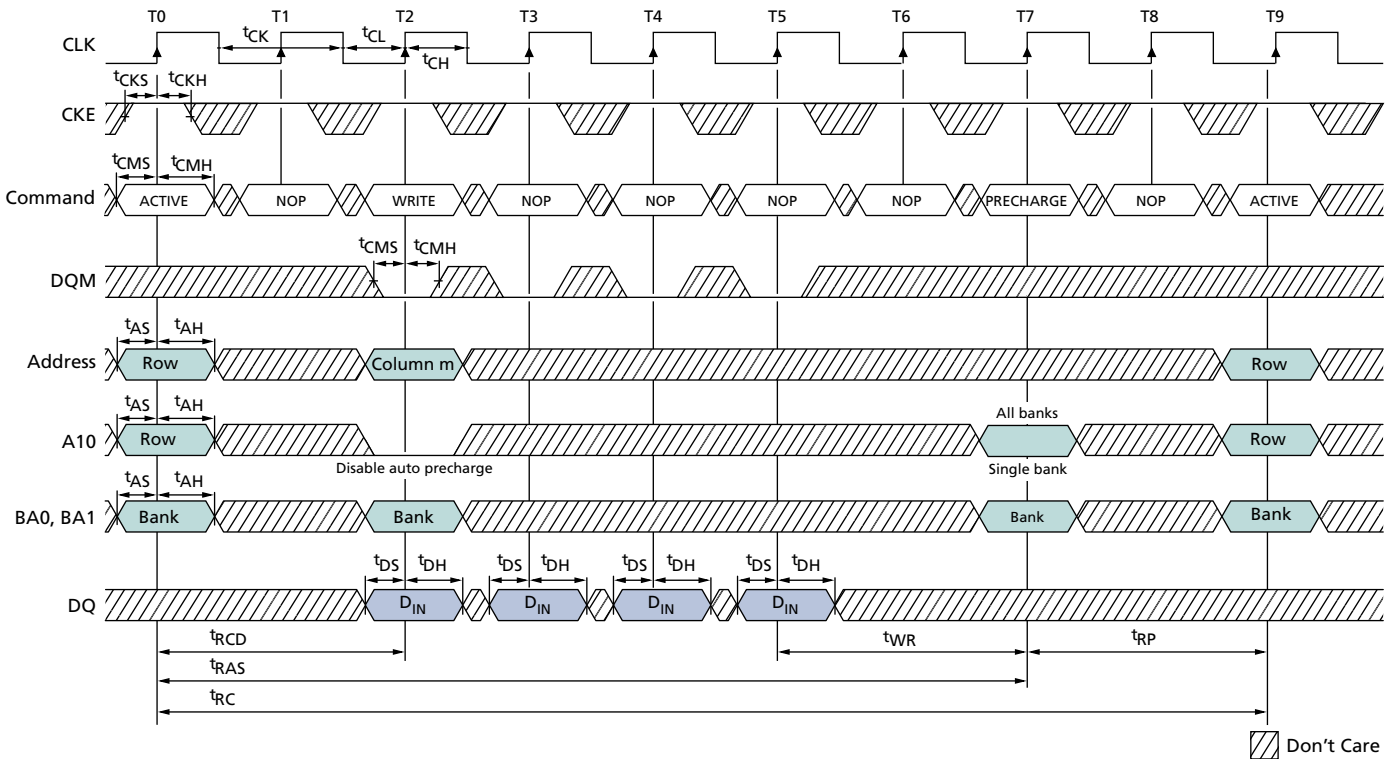 T0 T1 T2 T3 T4 T5 T6 T7 T8 T9
CLK tCK tCL tCH
tCKS tCKH
CKE
tCMS tCMH
Command ACTIVE NOP WRITE NOP NOP NOP NOP PRECHARGE NOP ACTIVE
tCMS tCMH
DQM
tAS tAH
Address Row Column m Row
tAS tAH All banks
A10 Row Row
Disable auto precharge Single bank
tAS tAH
BA0, BA1 Bank Bank Bank Bank
tDS tDH tDS tDH tDS tDH tDS tDH
DQ DIN DIN DIN DIN
tRCD tWR tRP
tRAS
tRC
Don't Care